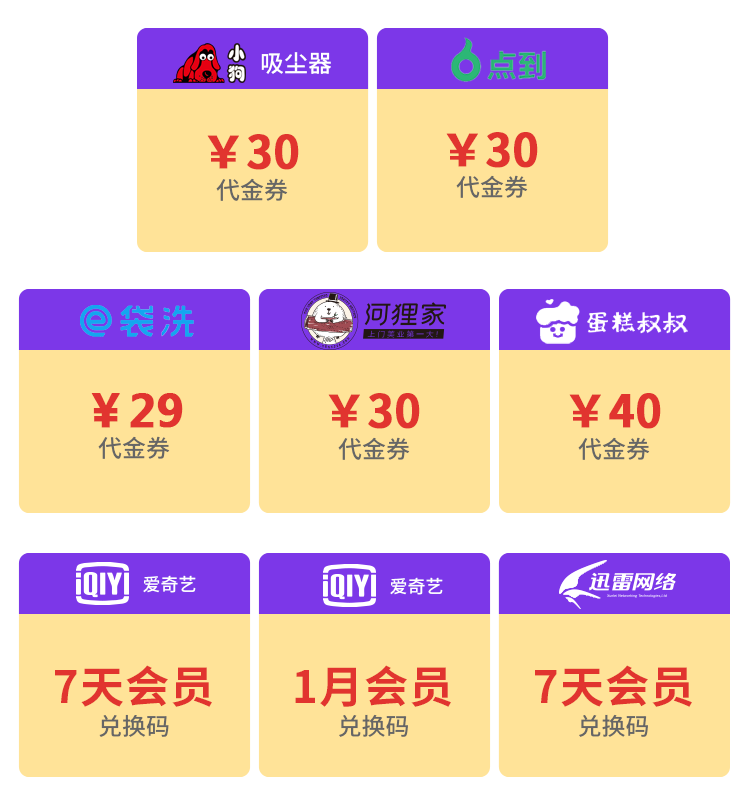 小狗 吸尘器
点到
￥30
代金券
￥30
代金券
e袋洗
河狸家
上门美业第一大!
蛋糕叔叔
￥29
代金券
￥30
代金券
￥40
代金券
iQIYI 爱奇艺
iQIYI 爱奇艺
迅雷网络
Xunlei Networking Technologies,Ltd
7天会员
兑换码
1月会员
兑换码
7天会员
兑换码